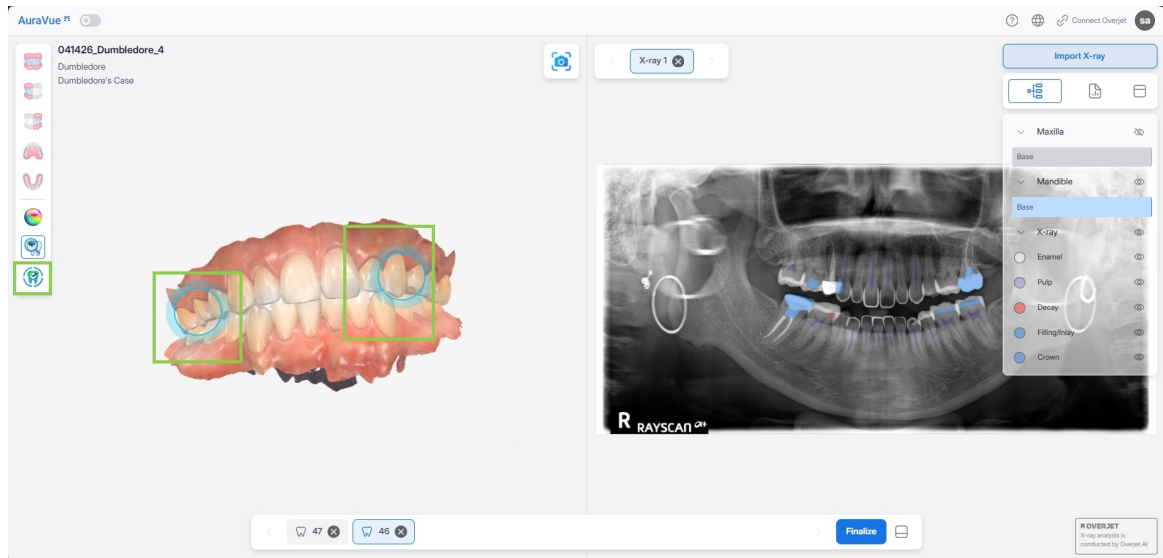 AuraVue
Connect Overjet
sa
041426_Dumbledore_4
Dumbledore
Dumbledore's Case
X-ray 1
Import X-ray
Maxilla
Base
Mandible
Base
X-ray
Enamel
Pulp
Decay
Filling/Inlay
Crown
R RAYSCAN α+
47
46
Finalize
OVERJET
X-ray analysis is
conducted by Overjet AI